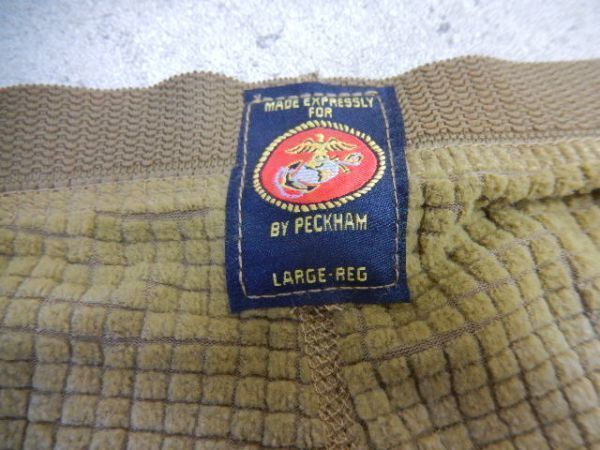 MADE EXPRESSLY
FOR
BY PECKHAM
LARGE-REG